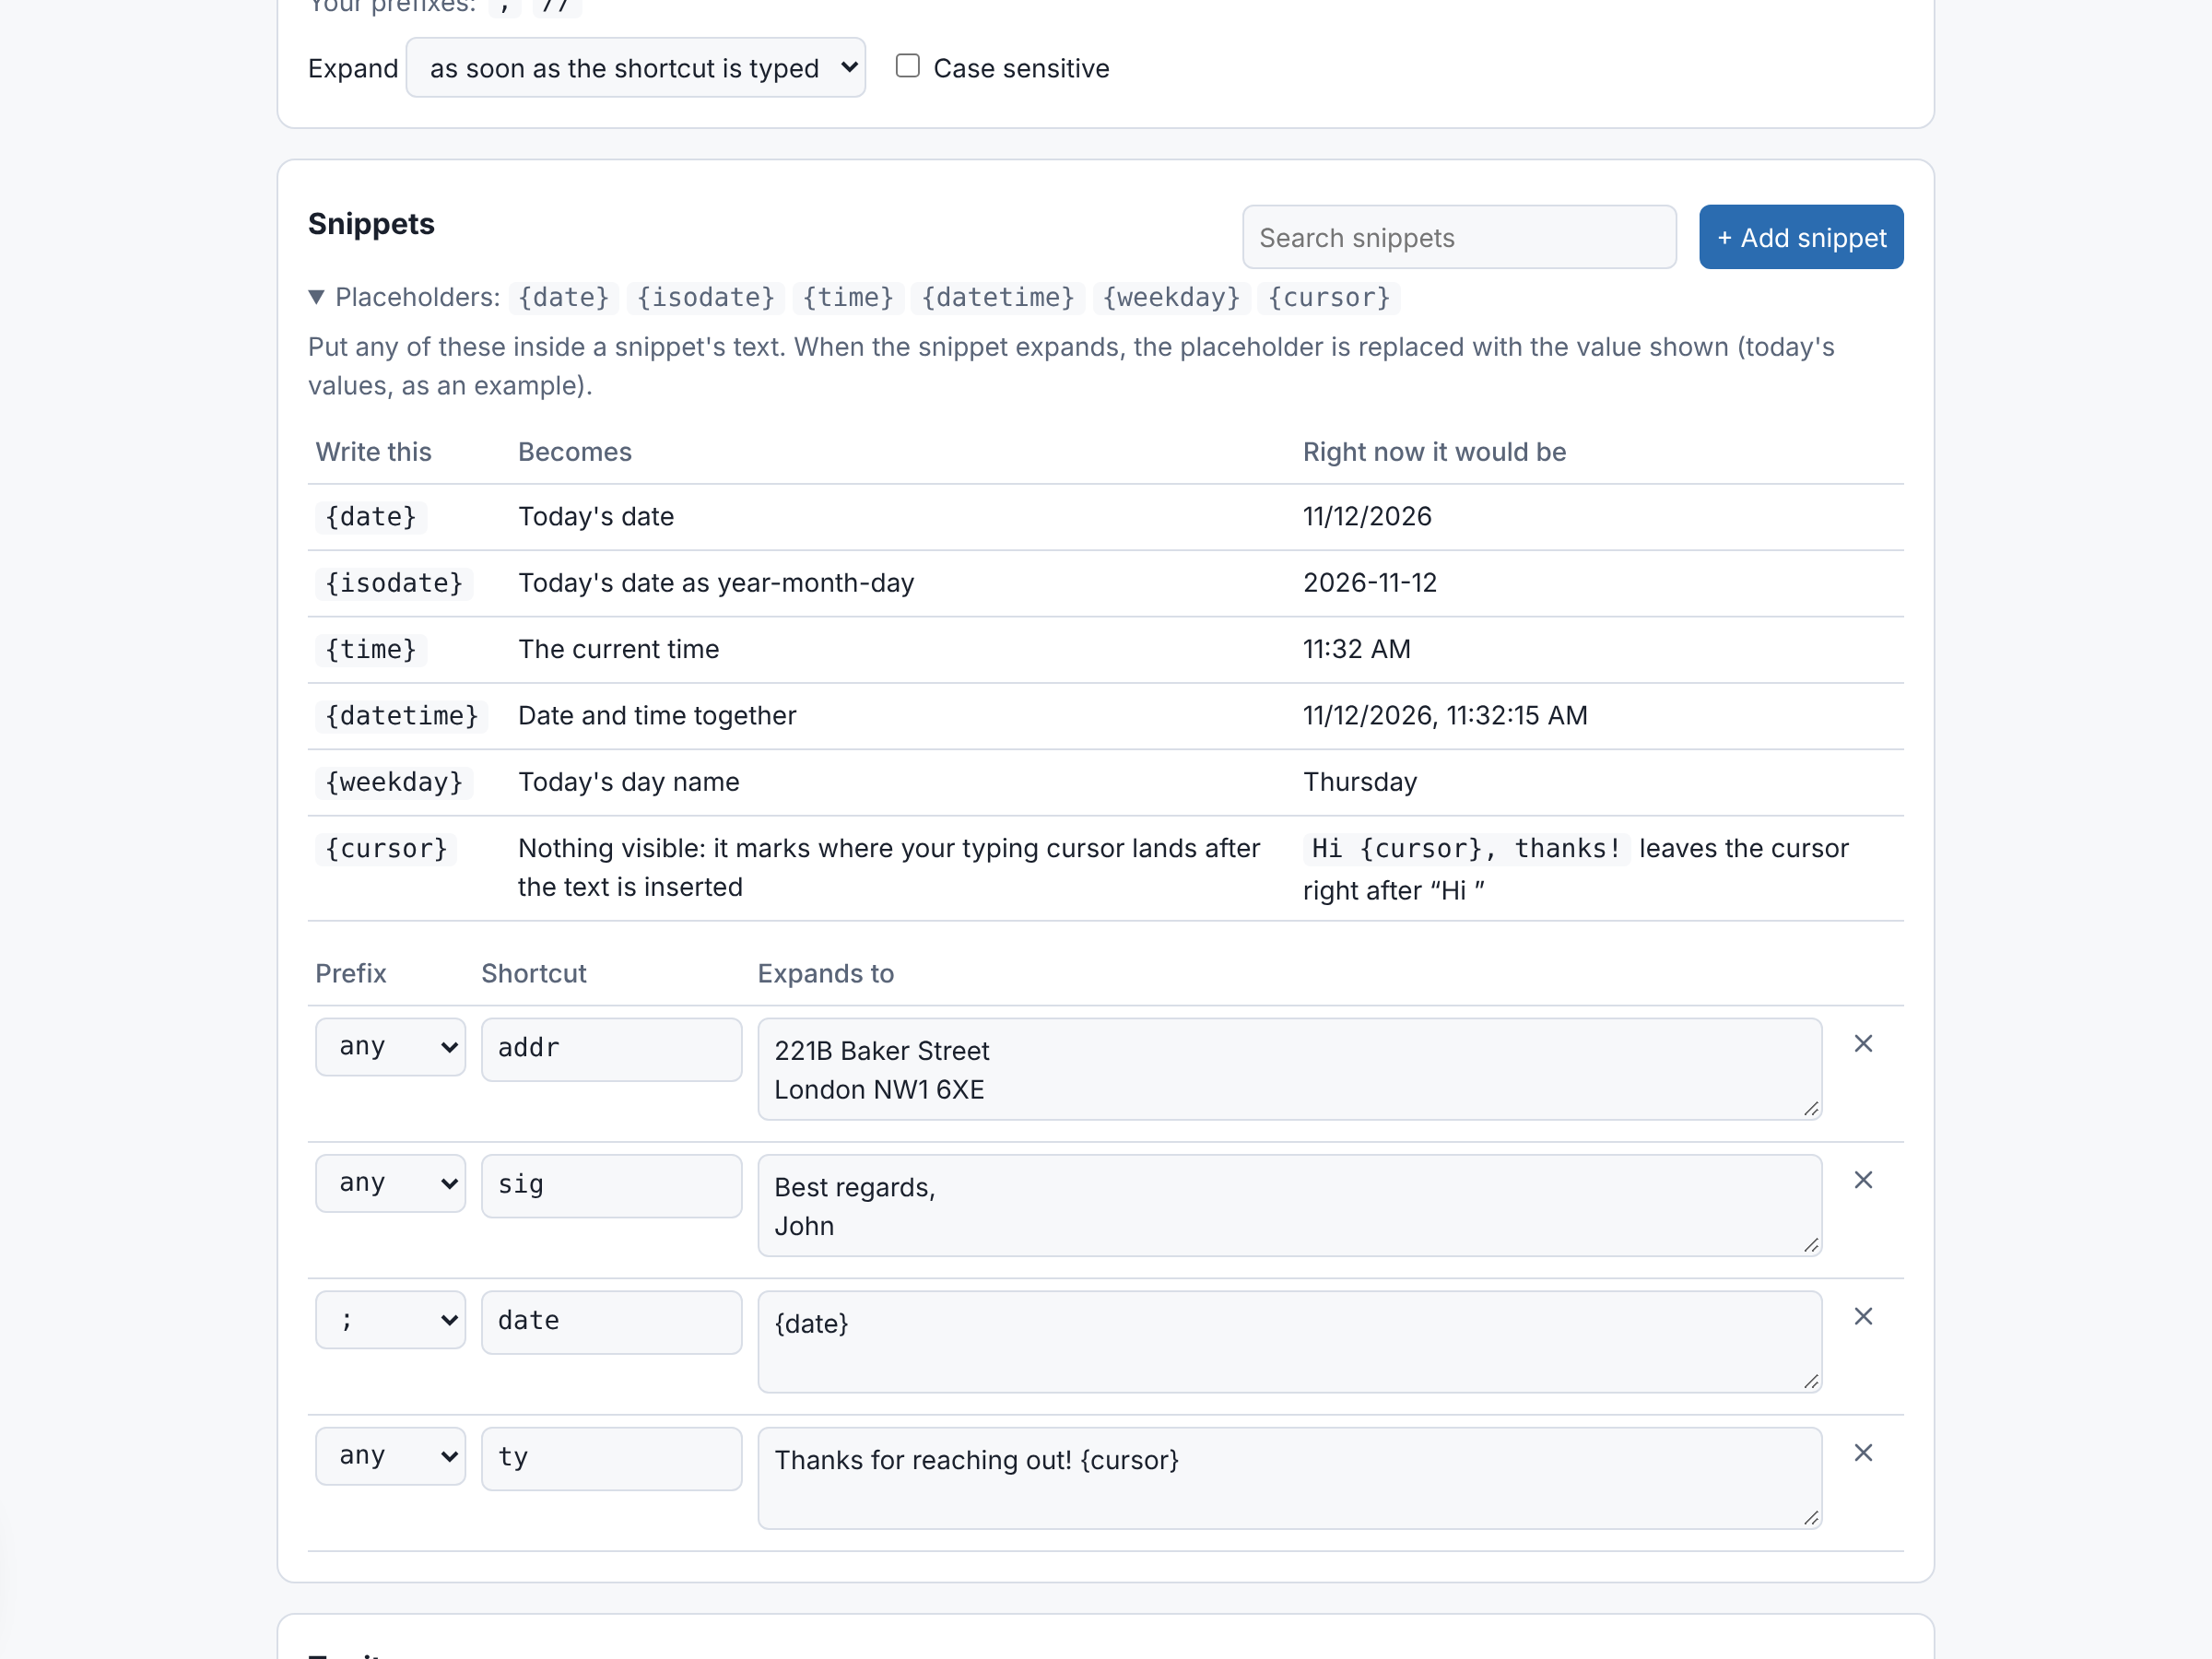 Your prefixes: ; //
Expand as soon as the shortcut is typed Case sensitive
Snippets
Search snippets
+ Add snippet
▼ Placeholders: {date} {isodate} {time} {datetime} {weekday} {cursor}
Put any of these inside a snippet's text. When the snippet expands, the placeholder is replaced with the value shown (today's
values, as an example).
Write this Becomes Right now it would be
{date} Today's date 11/12/2026
{isodate} Today's date as year-month-day 2026-11-12
{time} The current time 11:32 AM
{datetime} Date and time together 11/12/2026, 11:32:15 AM
{weekday} Today's day name Thursday
{cursor} Nothing visible: it marks where your typing cursor lands after Hi {cursor}, thanks! leaves the cursor
the text is inserted right after “Hi ”
Prefix Shortcut Expands to
any addr 221B Baker Street
London NW1 6XE
any sig Best regards,
John
; date {date}
any ty Thanks for reaching out! {cursor}